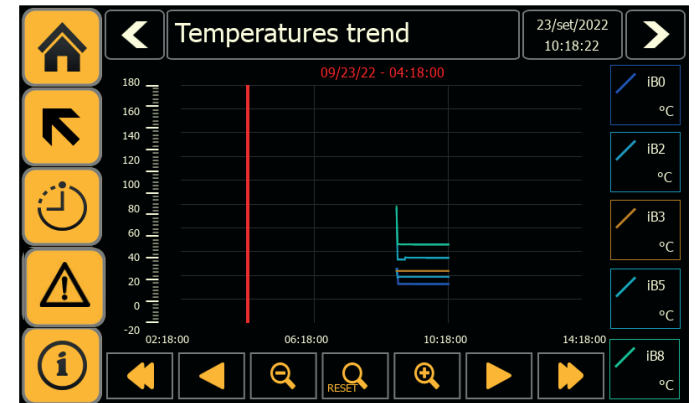 Temperatures trend
23/set/2022
10:18:22
09/23/22 - 04:18:00
180
160
140
120
100
80
60
40
20
0
-20
02:18:00
06:18:00
10:18:00
14:18:00
iB0
°C
iB2
°C
iB3
°C
iB5
°C
iB8
°C
RESET